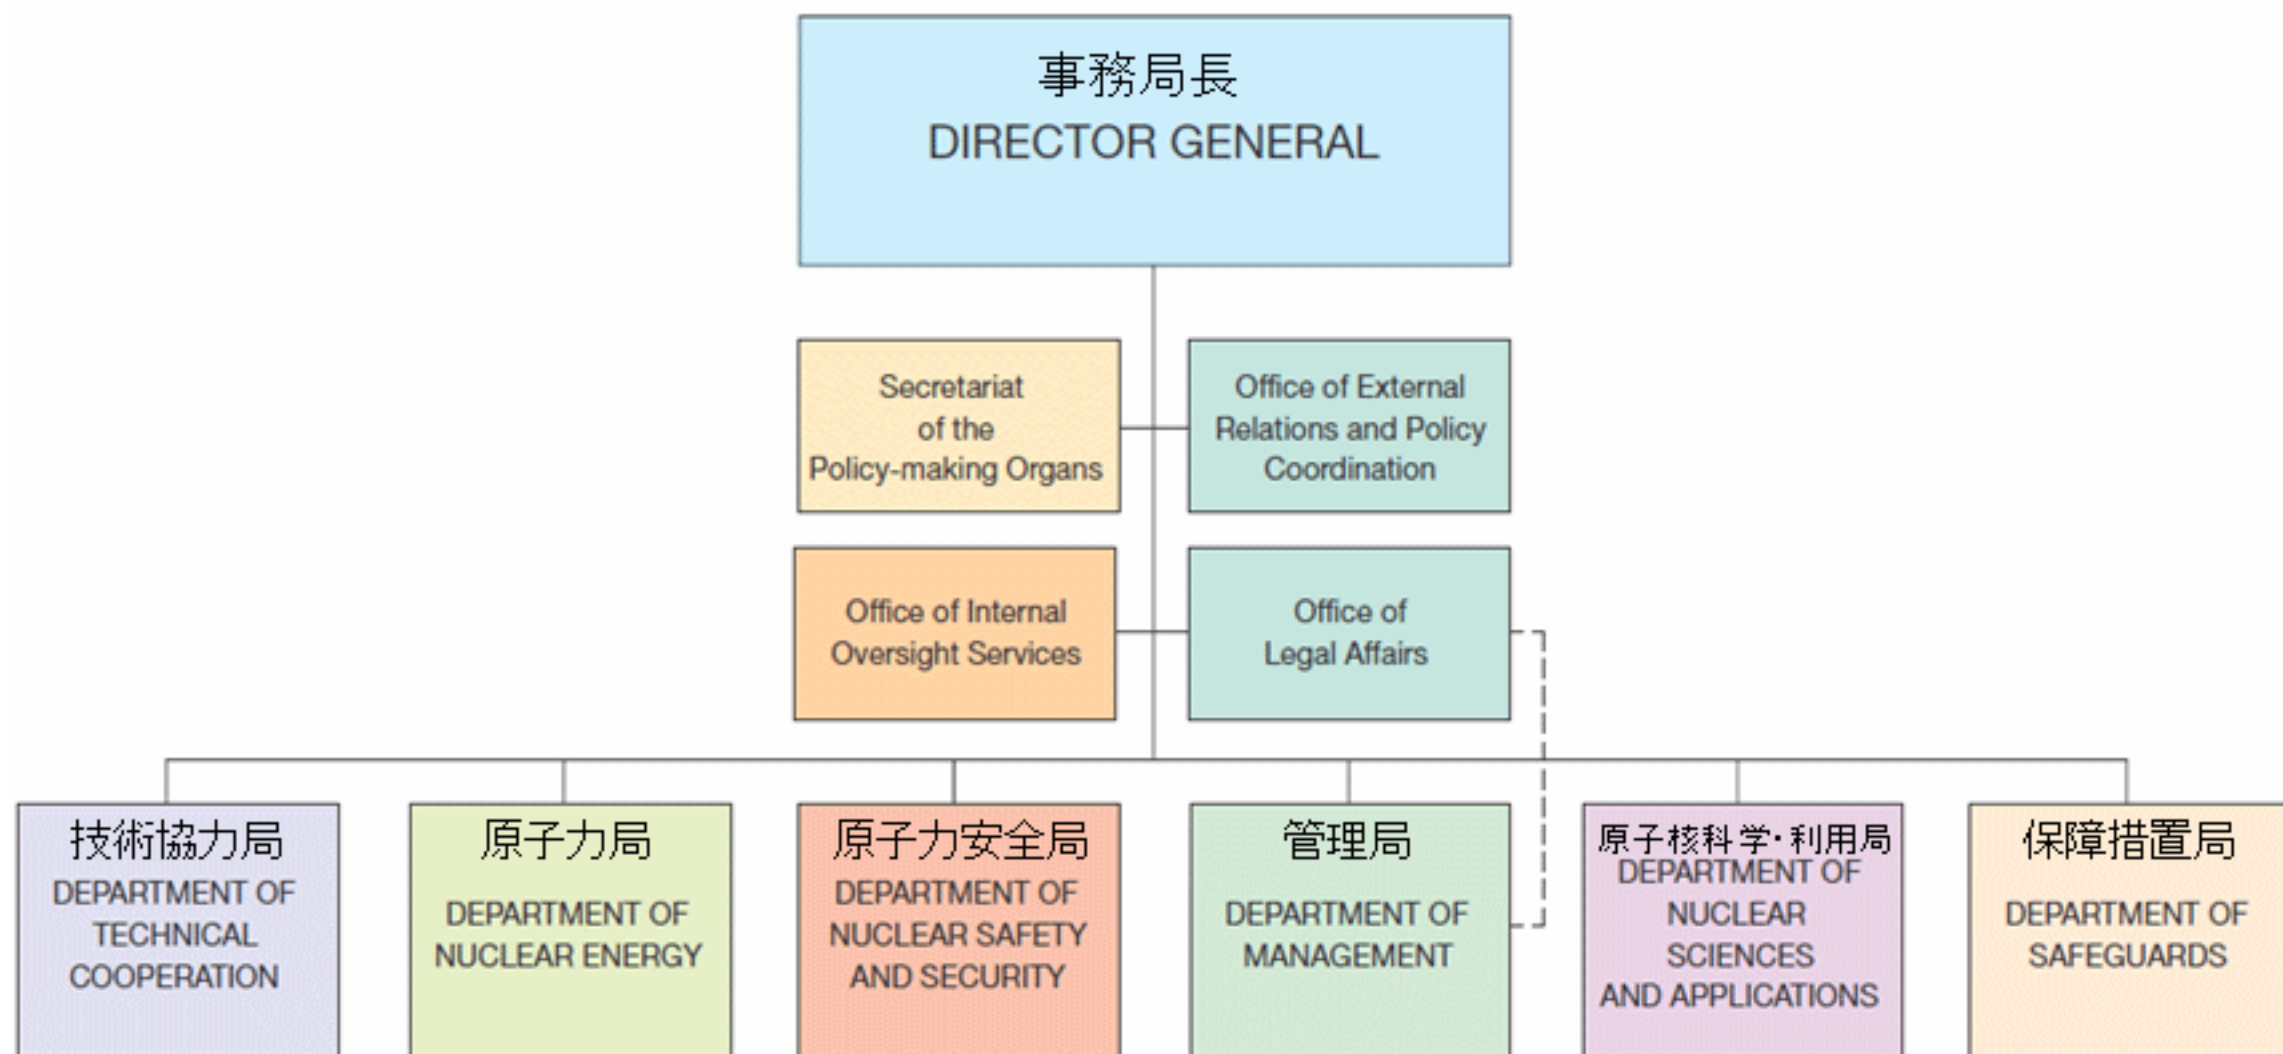 事務局長
DIRECTOR GENERAL
Secretariat
of the
Policy-making Organs
Office of External
Relations and Policy
Coordination
Office of Internal
Oversight Services
Office of
Legal Affairs
技術協力局
DEPARTMENT OF
TECHNICAL
COOPERATION
原子力局
DEPARTMENT OF
NUCLEAR ENERGY
原子力安全局
DEPARTMENT OF
NUCLEAR SAFETY
AND SECURITY
管理局
DEPARTMENT OF
MANAGEMENT
原子核科学・利用局
DEPARTMENT OF
NUCLEAR
SCIENCES
AND APPLICATIONS
保障措置局
DEPARTMENT OF
SAFEGUARDS